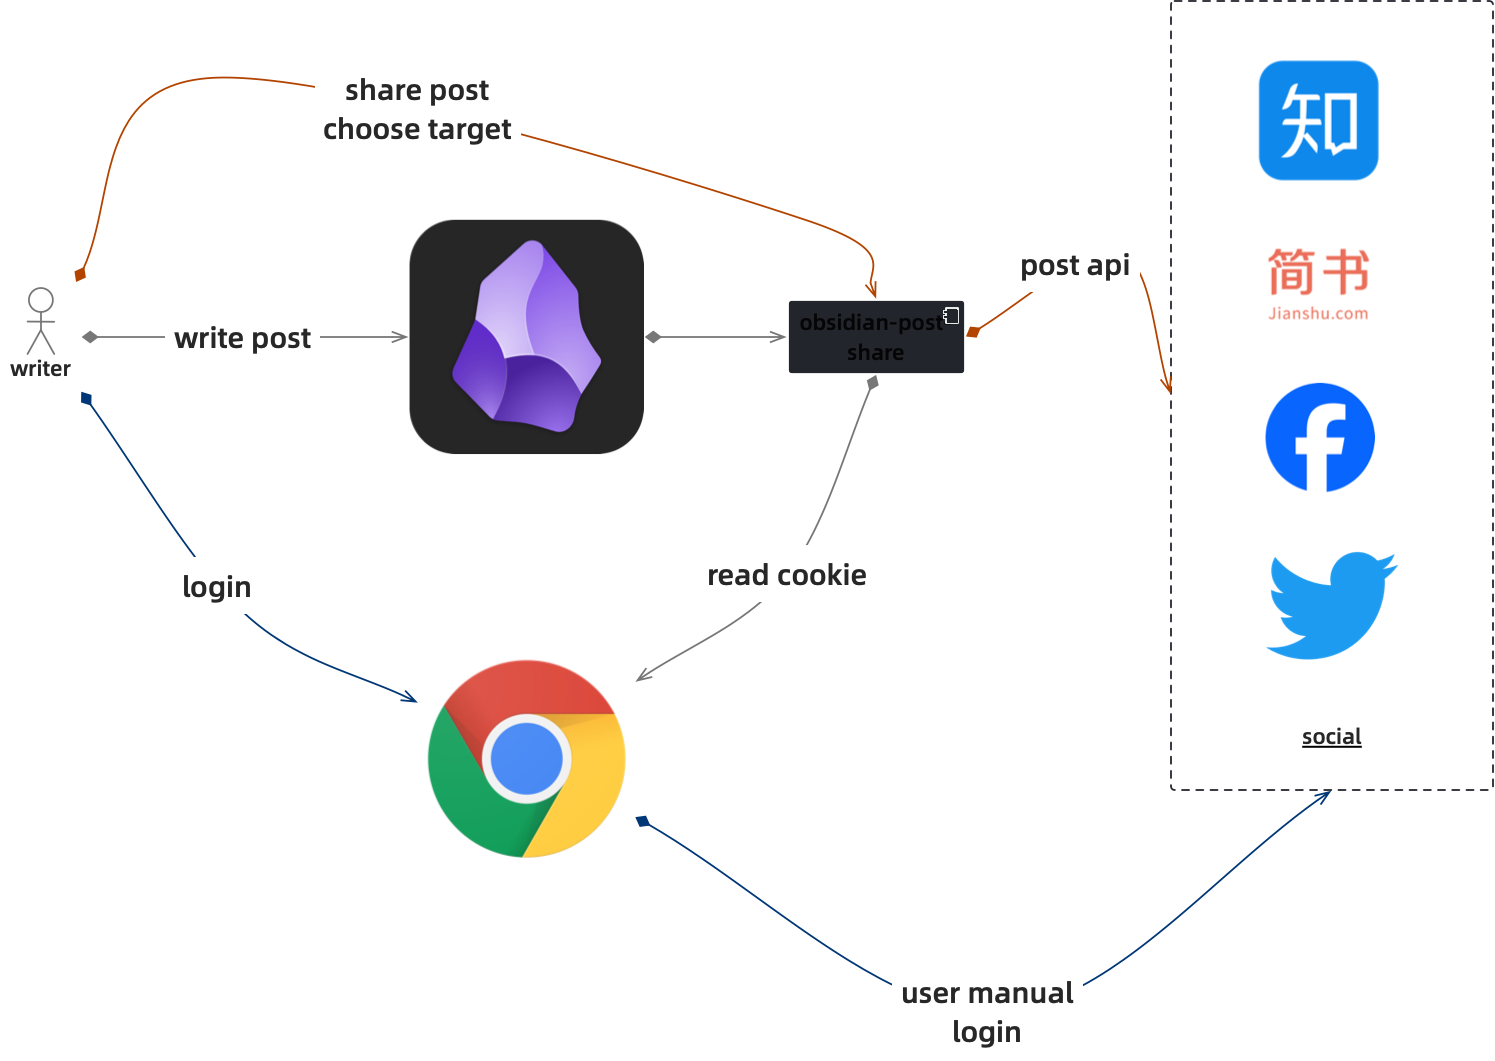 share post
choose target
知
post api
简书
Jianshu.com
obsidian-post
share
write post
writer
read cookie
login
social
user manual
login